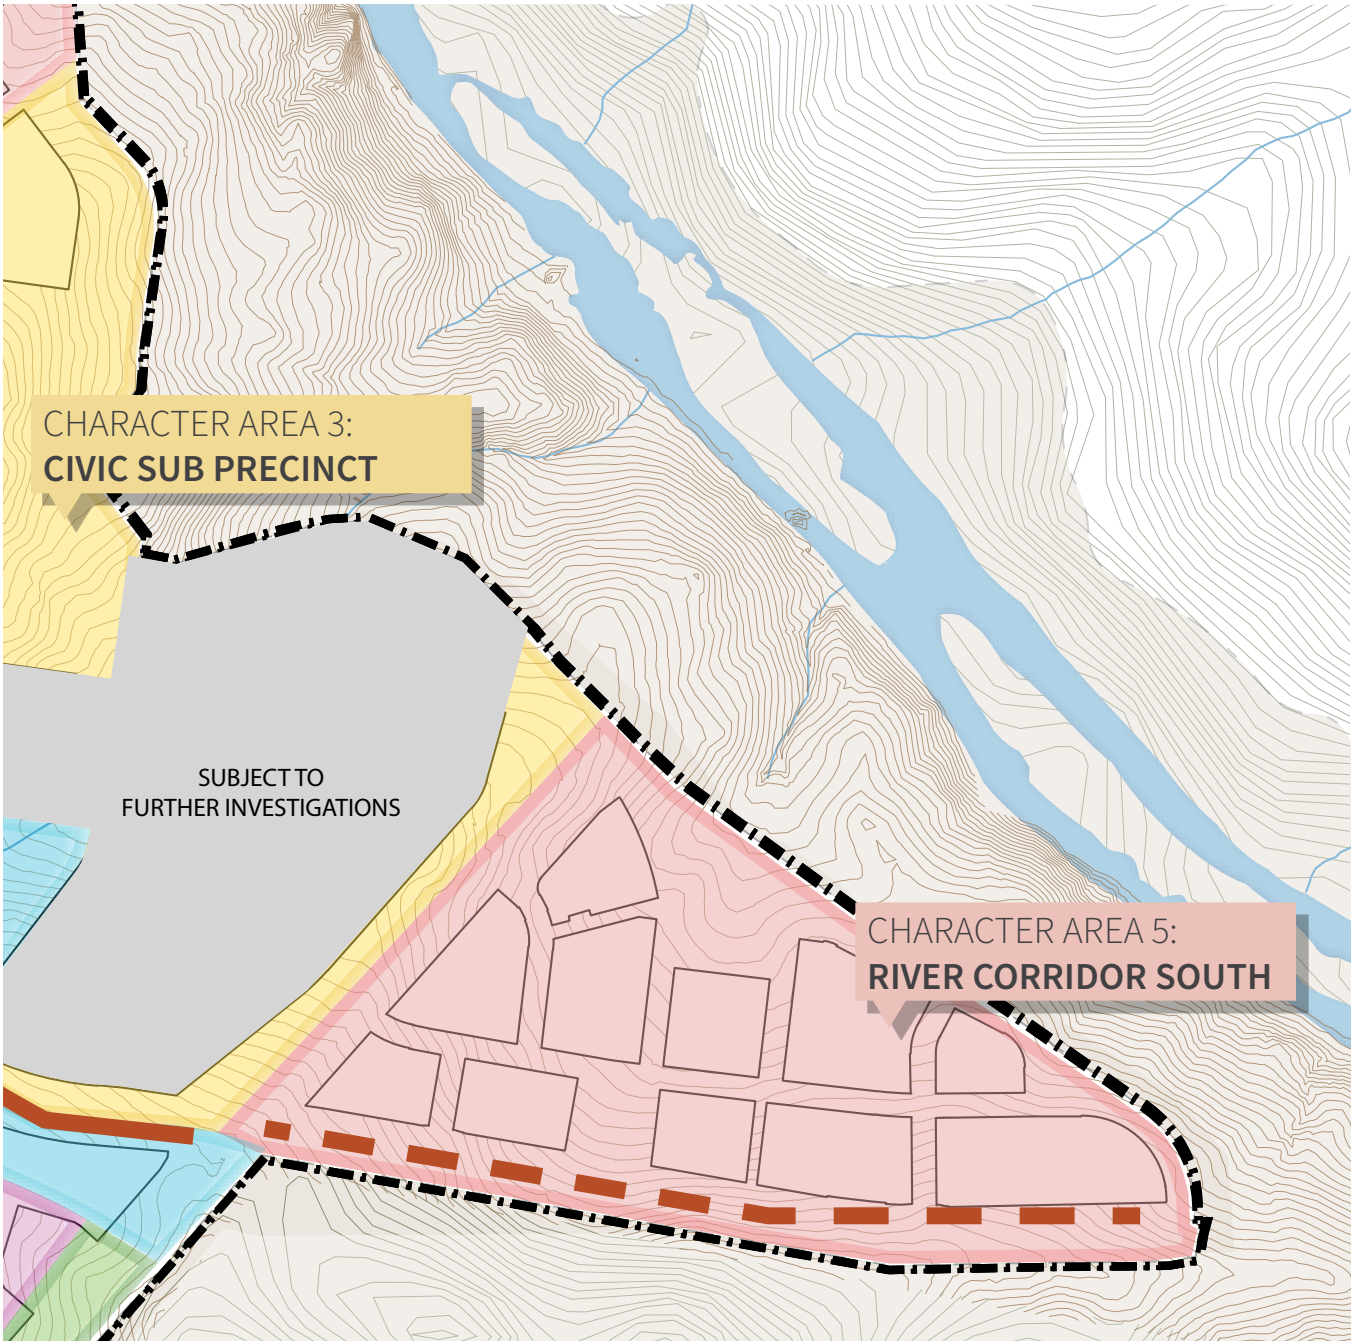 CHARACTER AREA 3:
CIVIC SUB PRECINCT
SUBJECT TO
FURTHER INVESTIGATIONS
CHARACTER AREA 5:
RIVER CORRIDOR SOUTH